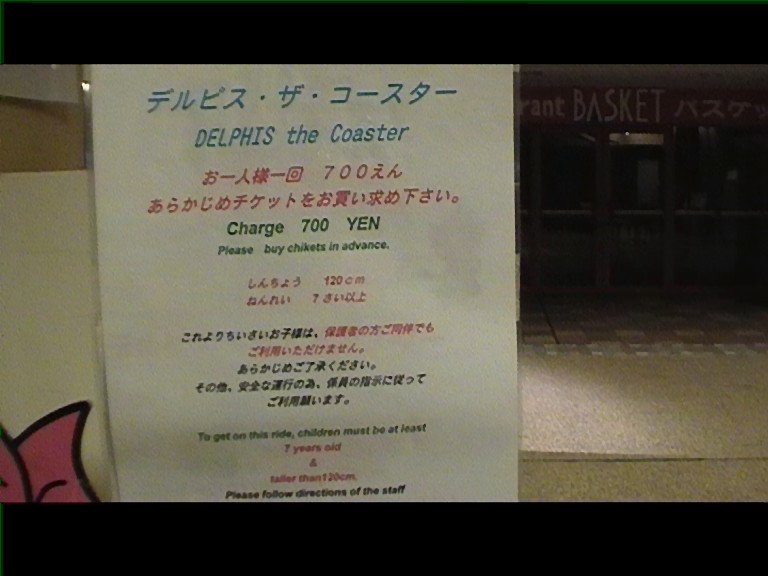 デルピス・ザ・コースター
DELPHIS the Coaster
お一人様一回 700えん
あらかじめチケットをお買い求め下さい。
Charge 700 YEN
Please buy chikets in advance.
しんちょう 120cm
ねんれい 7さい以上
これよりちいさいお子様は、保護者の方ご同伴でも
ご利用いただけません。
あらかじめご了承ください。
その他、安全な運行の為、係員の指示に従って
ご利用願います。
To get on this ride, children must be at least
7 years old
&
taller than120cm.
Please follow directions of the staff
rant BASKET バスケッ